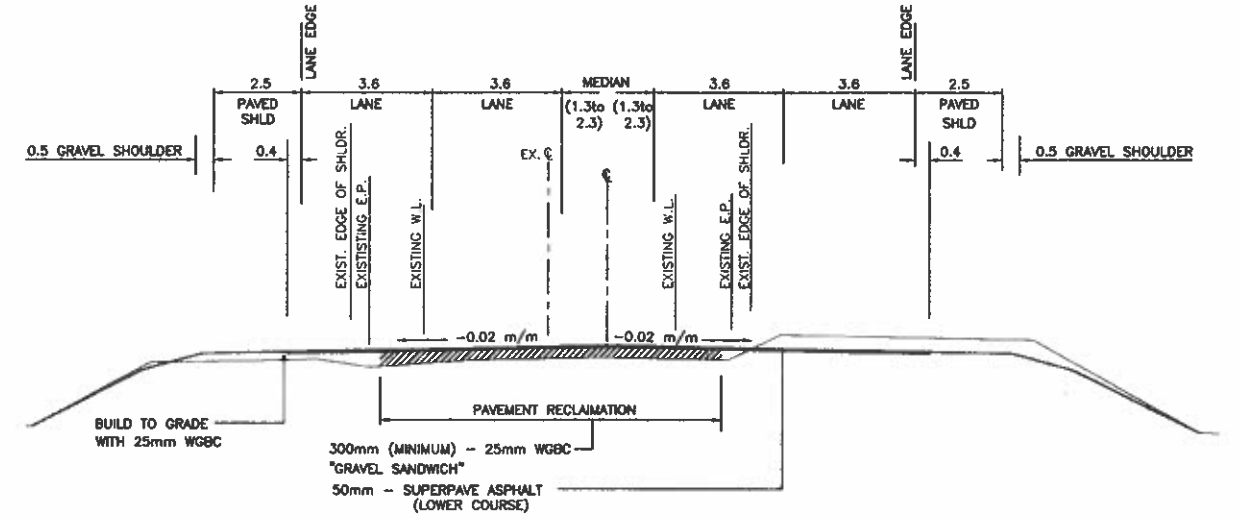 LANE EDGE
LANE EDGE
2.5
3.6
3.6
MEDIAN
3.6
3.6
2.5
PAVED
SHLD
LANE
LANE
(1.3to
2.3)
(1.3to
2.3)
LANE
LANE
PAVED
SHLD
0.5 GRAVEL SHOULDER
0.4
EX. ℄
℄
0.4
0.5 GRAVEL SHOULDER
EXIST. EDGE OF SHLDR.
EXISTISTING E.P.
EXISTING W.L.
EXISTING W.L.
EXISTING E.P.
EXIST. EDGE OF SHLDR.
-0.02 m/m
-0.02 m/m
BUILD TO GRADE
WITH 25mm WGBC
PAVEMENT RECLAIMATION
300mm (MINIMUM) - 25mm WGBC
"GRAVEL SANDWICH"
50mm - SUPERPAVE ASPHALT
(LOWER COURSE)